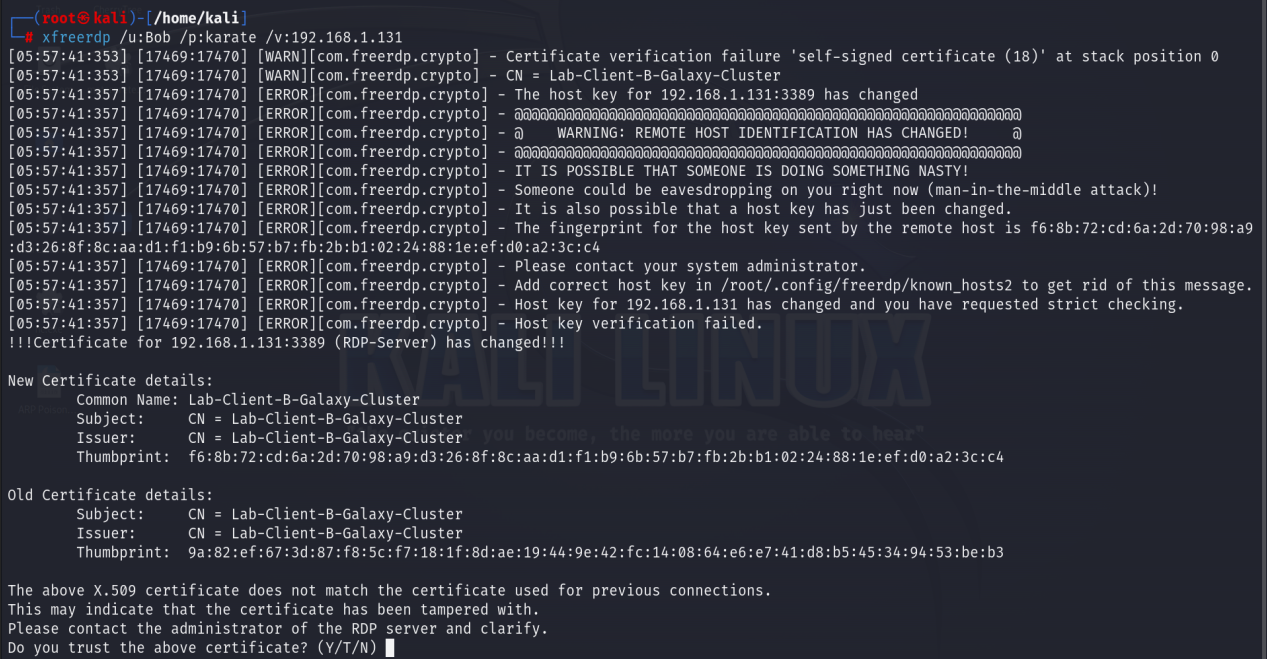 ┌──(root㉿kali)-[/home/kali]
└─# xfreerdp /u:Bob /p:karate /v:192.168.1.131
[05:57:41:353] [17469:17470] [WARN][com.freerdp.crypto] - Certificate verification failure 'self-signed certificate (18)' at stack position 0
[05:57:41:353] [17469:17470] [WARN][com.freerdp.crypto] - CN = Lab-Client-B-Galaxy-Cluster
[05:57:41:357] [17469:17470] [ERROR][com.freerdp.crypto] - The host key for 192.168.1.131:3389 has changed
[05:57:41:357] [17469:17470] [ERROR][com.freerdp.crypto] - @@@@@@@@@@@@@@@@@@@@@@@@@@@@@@@@@@@@@@@@@@@@@@@@@@@@@@@@@@@
[05:57:41:357] [17469:17470] [ERROR][com.freerdp.crypto] - @    WARNING: REMOTE HOST IDENTIFICATION HAS CHANGED!     @
[05:57:41:357] [17469:17470] [ERROR][com.freerdp.crypto] - @@@@@@@@@@@@@@@@@@@@@@@@@@@@@@@@@@@@@@@@@@@@@@@@@@@@@@@@@@@
[05:57:41:357] [17469:17470] [ERROR][com.freerdp.crypto] - IT IS POSSIBLE THAT SOMEONE IS DOING SOMETHING NASTY!
[05:57:41:357] [17469:17470] [ERROR][com.freerdp.crypto] - Someone could be eavesdropping on you right now (man-in-the-middle attack)!
[05:57:41:357] [17469:17470] [ERROR][com.freerdp.crypto] - It is also possible that a host key has just been changed.
[05:57:41:357] [17469:17470] [ERROR][com.freerdp.crypto] - The fingerprint for the host key sent by the remote host is f6:8b:72:cd:6a:2d:70:98:a9
:d3:26:8f:8c:aa:d1:f1:b9:6b:57:b7:fb:2b:b1:02:24:88:1e:ef:d0:a2:3c:c4
[05:57:41:357] [17469:17470] [ERROR][com.freerdp.crypto] - Please contact your system administrator.
[05:57:41:357] [17469:17470] [ERROR][com.freerdp.crypto] - Add correct host key in /root/.config/freerdp/known_hosts2 to get rid of this message.
[05:57:41:357] [17469:17470] [ERROR][com.freerdp.crypto] - Host key for 192.168.1.131 has changed and you have requested strict checking.
[05:57:41:357] [17469:17470] [ERROR][com.freerdp.crypto] - Host key verification failed.
!!!Certificate for 192.168.1.131:3389 (RDP-Server) has changed!!!
KALI LINUX
New Certificate details:
        Common Name: Lab-Client-B-Galaxy-Cluster
        Subject:     CN = Lab-Client-B-Galaxy-Cluster
        Issuer:      CN = Lab-Client-B-Galaxy-Cluster
you become, the more you are able to hear"
        Thumbprint:  f6:8b:72:cd:6a:2d:70:98:a9:d3:26:8f:8c:aa:d1:f1:b9:6b:57:b7:fb:2b:b1:02:24:88:1e:ef:d0:a2:3c:c4

Old Certificate details:
        Subject:     CN = Lab-Client-B-Galaxy-Cluster
        Issuer:      CN = Lab-Client-B-Galaxy-Cluster
        Thumbprint:  9a:82:ef:67:3d:87:f8:5c:f7:18:1f:8d:ae:19:44:9e:42:fc:14:08:64:e6:e7:41:d8:b5:45:34:94:53:be:b3

The above X.509 certificate does not match the certificate used for previous connections.
This may indicate that the certificate has been tampered with.
Please contact the administrator of the RDP server and clarify.
Do you trust the above certificate? (Y/T/N)